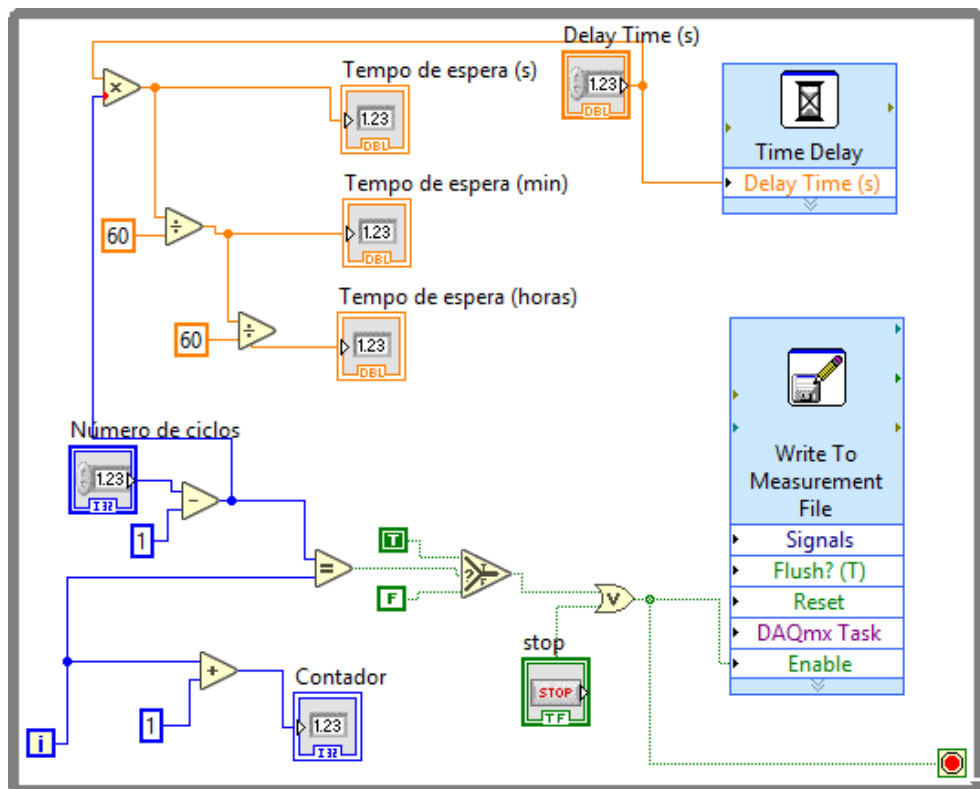 Delay Time (s)
1.23
DBL
Tempo de espera (s)
1.23
DBL
Time Delay
Delay Time (s)
Tempo de espera (min)
1.23
DBL
60
Tempo de espera (horas)
1.23
DBL
60
Número de ciclos
1.23
I32
1
T
F
?
T
F
Write To
Measurement
File
Signals
Flush? (T)
Reset
DAQmx Task
Enable
stop
STOP
TF
Contador
1.23
I32
1
i
× 
÷
÷
−
=
+
V